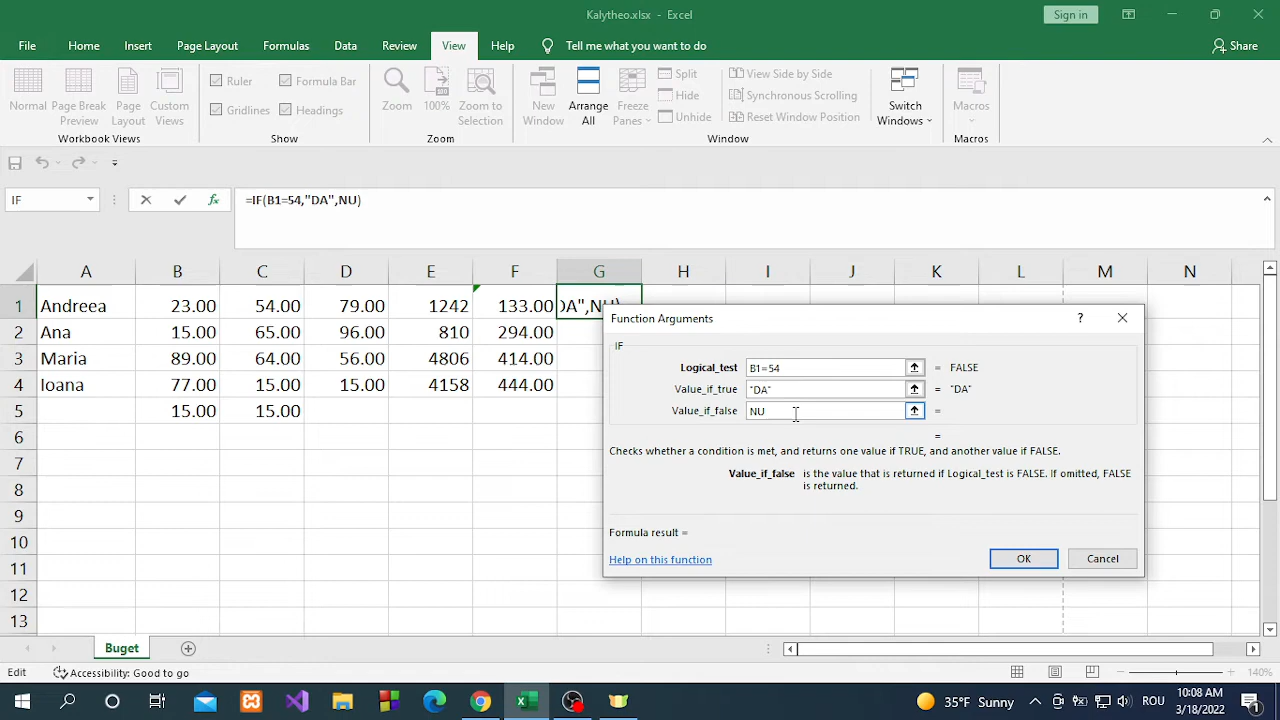 Kalytheo.xlsx - Excel
Sign in
File Home Insert Page Layout Formulas Data Review View Help Tell me what you want to do Share
Normal
Page Break Preview
Page Layout
Custom Views
Workbook Views
Ruler
Formula Bar
Gridlines
Headings
Show
Zoom
100%
Zoom to Selection
Zoom
New Window
Arrange All
Freeze Panes
Split
Hide
Unhide
View Side by Side
Synchronous Scrolling
Reset Window Position
Window
Switch Windows
Macros
Macros
IF
fx
=IF(B1=54,"DA",NU)
A B C D E F G H I J K L M N
1 Andreea 23.00 54.00 79.00 1242 133.00 DA",NU)
2 Ana 15.00 65.00 96.00 810 294.00
3 Maria 89.00 64.00 56.00 4806 414.00
4 Ioana 77.00 15.00 15.00 4158 444.00
5 15.00 15.00
6
7
8
9
10
11
12
13
Function Arguments
?
IF
Logical_test B1=54 = FALSE
Value_if_true "DA" = "DA"
Value_if_false NU =
=
Checks whether a condition is met, and returns one value if TRUE, and another value if FALSE.
Value_if_false is the value that is returned if Logical_test is FALSE. If omitted, FALSE
is returned.
Formula result =
Help on this function
OK
Cancel
Buget
Edit
Accessibility: Good to go
140%
35°F Sunny
ROU
10:08 AM
3/18/2022
1